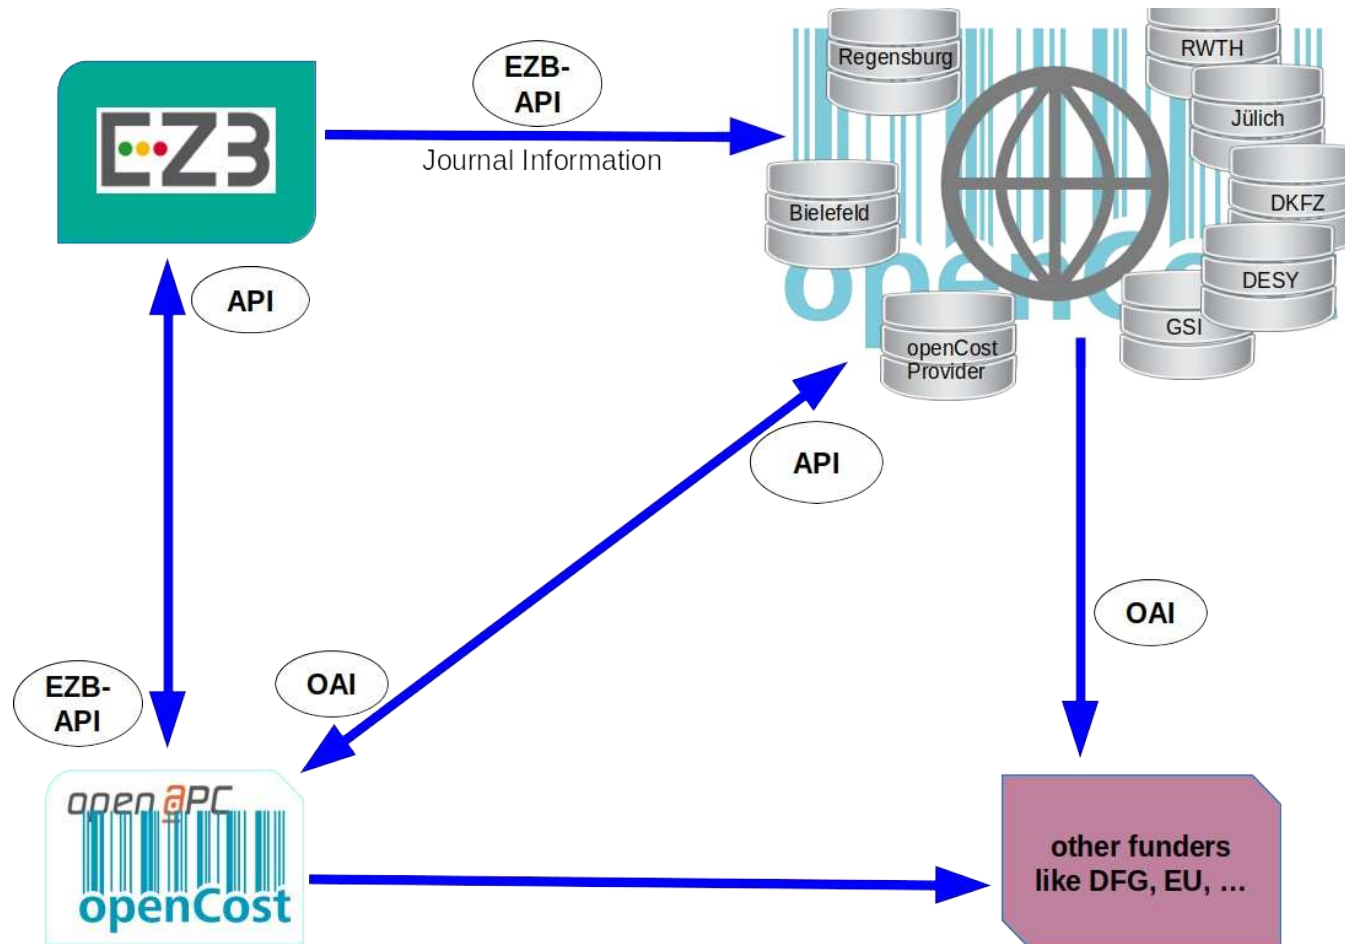 EZB-
API
Journal Information
EZB
Regensburg
RWTH
Jülich
Bielefeld
DKFZ
DESY
GSI
openCost
Provider
openCost
API
API
OAI
OAI
EZB-
API
open aPC
openCost
other funders
like DFG, EU, ...